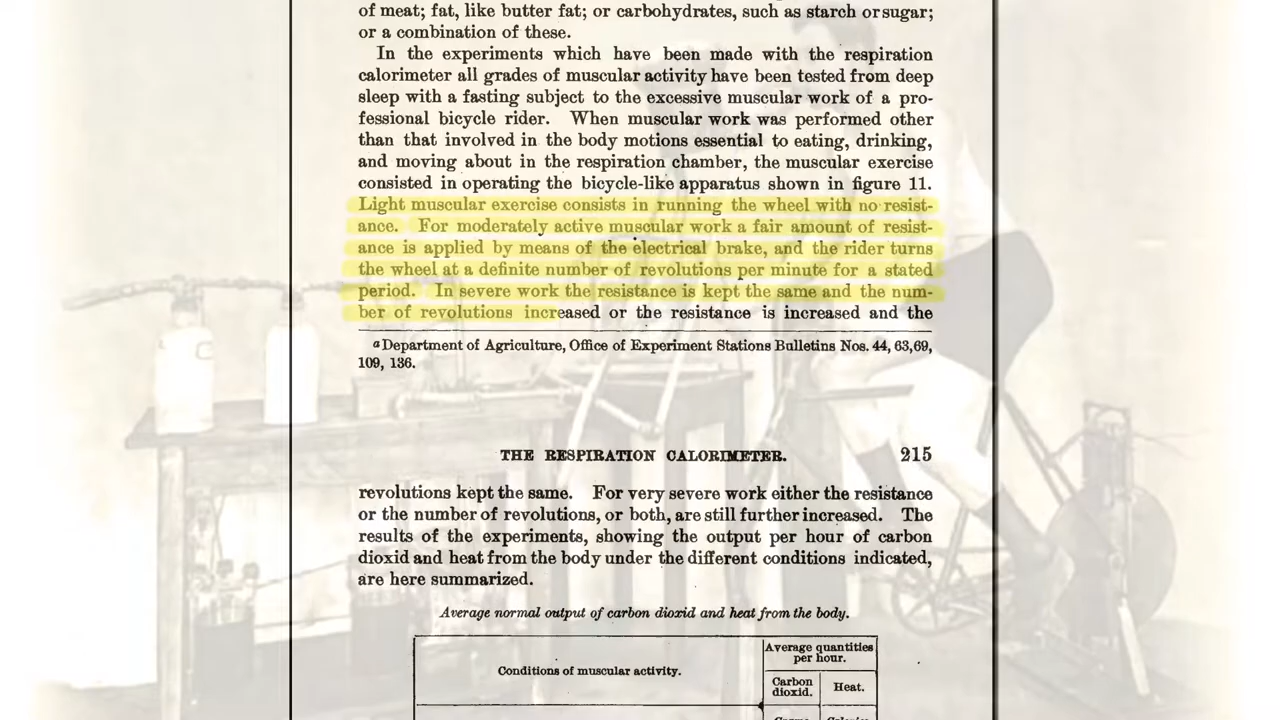 of meat; fat, like butter fat; or carbohydrates, such as starch or sugar;
or a combination of these.
In the experiments which have been made with the respiration
calorimeter all grades of muscular activity have been tested from deep
sleep with a fasting subject to the excessive muscular work of a pro-
fessional bicycle rider. When muscular work was performed other
than that involved in the body motions essential to eating, drinking,
and moving about in the respiration chamber, the muscular exercise
consisted in operating the bicycle-like apparatus shown in figure 11.
Light muscular exercise consists in running the wheel with no resist-
ance. For moderately active muscular work a fair amount of resist-
ance is applied by means of the electrical brake, and the rider turns
the wheel at a definite number of revolutions per minute for a stated
period. In severe work the resistance is kept the same and the num-
ber of revolutions increased or the resistance is increased and the
a Department of Agriculture, Office of Experiment Stations Bulletins Nos. 44, 63, 69,
109, 136.
THE RESPIRATION CALORIMETER. 215
revolutions kept the same. For very severe work either the resistance
or the number of revolutions, or both, are still further increased. The
results of the experiments, showing the output per hour of carbon
dioxid and heat from the body under the different conditions indicated,
are here summarized.
Average normal output of carbon dioxid and heat from the body.
Conditions of muscular activity.
Average quantities
per hour.
Carbon
dioxid.
Heat.